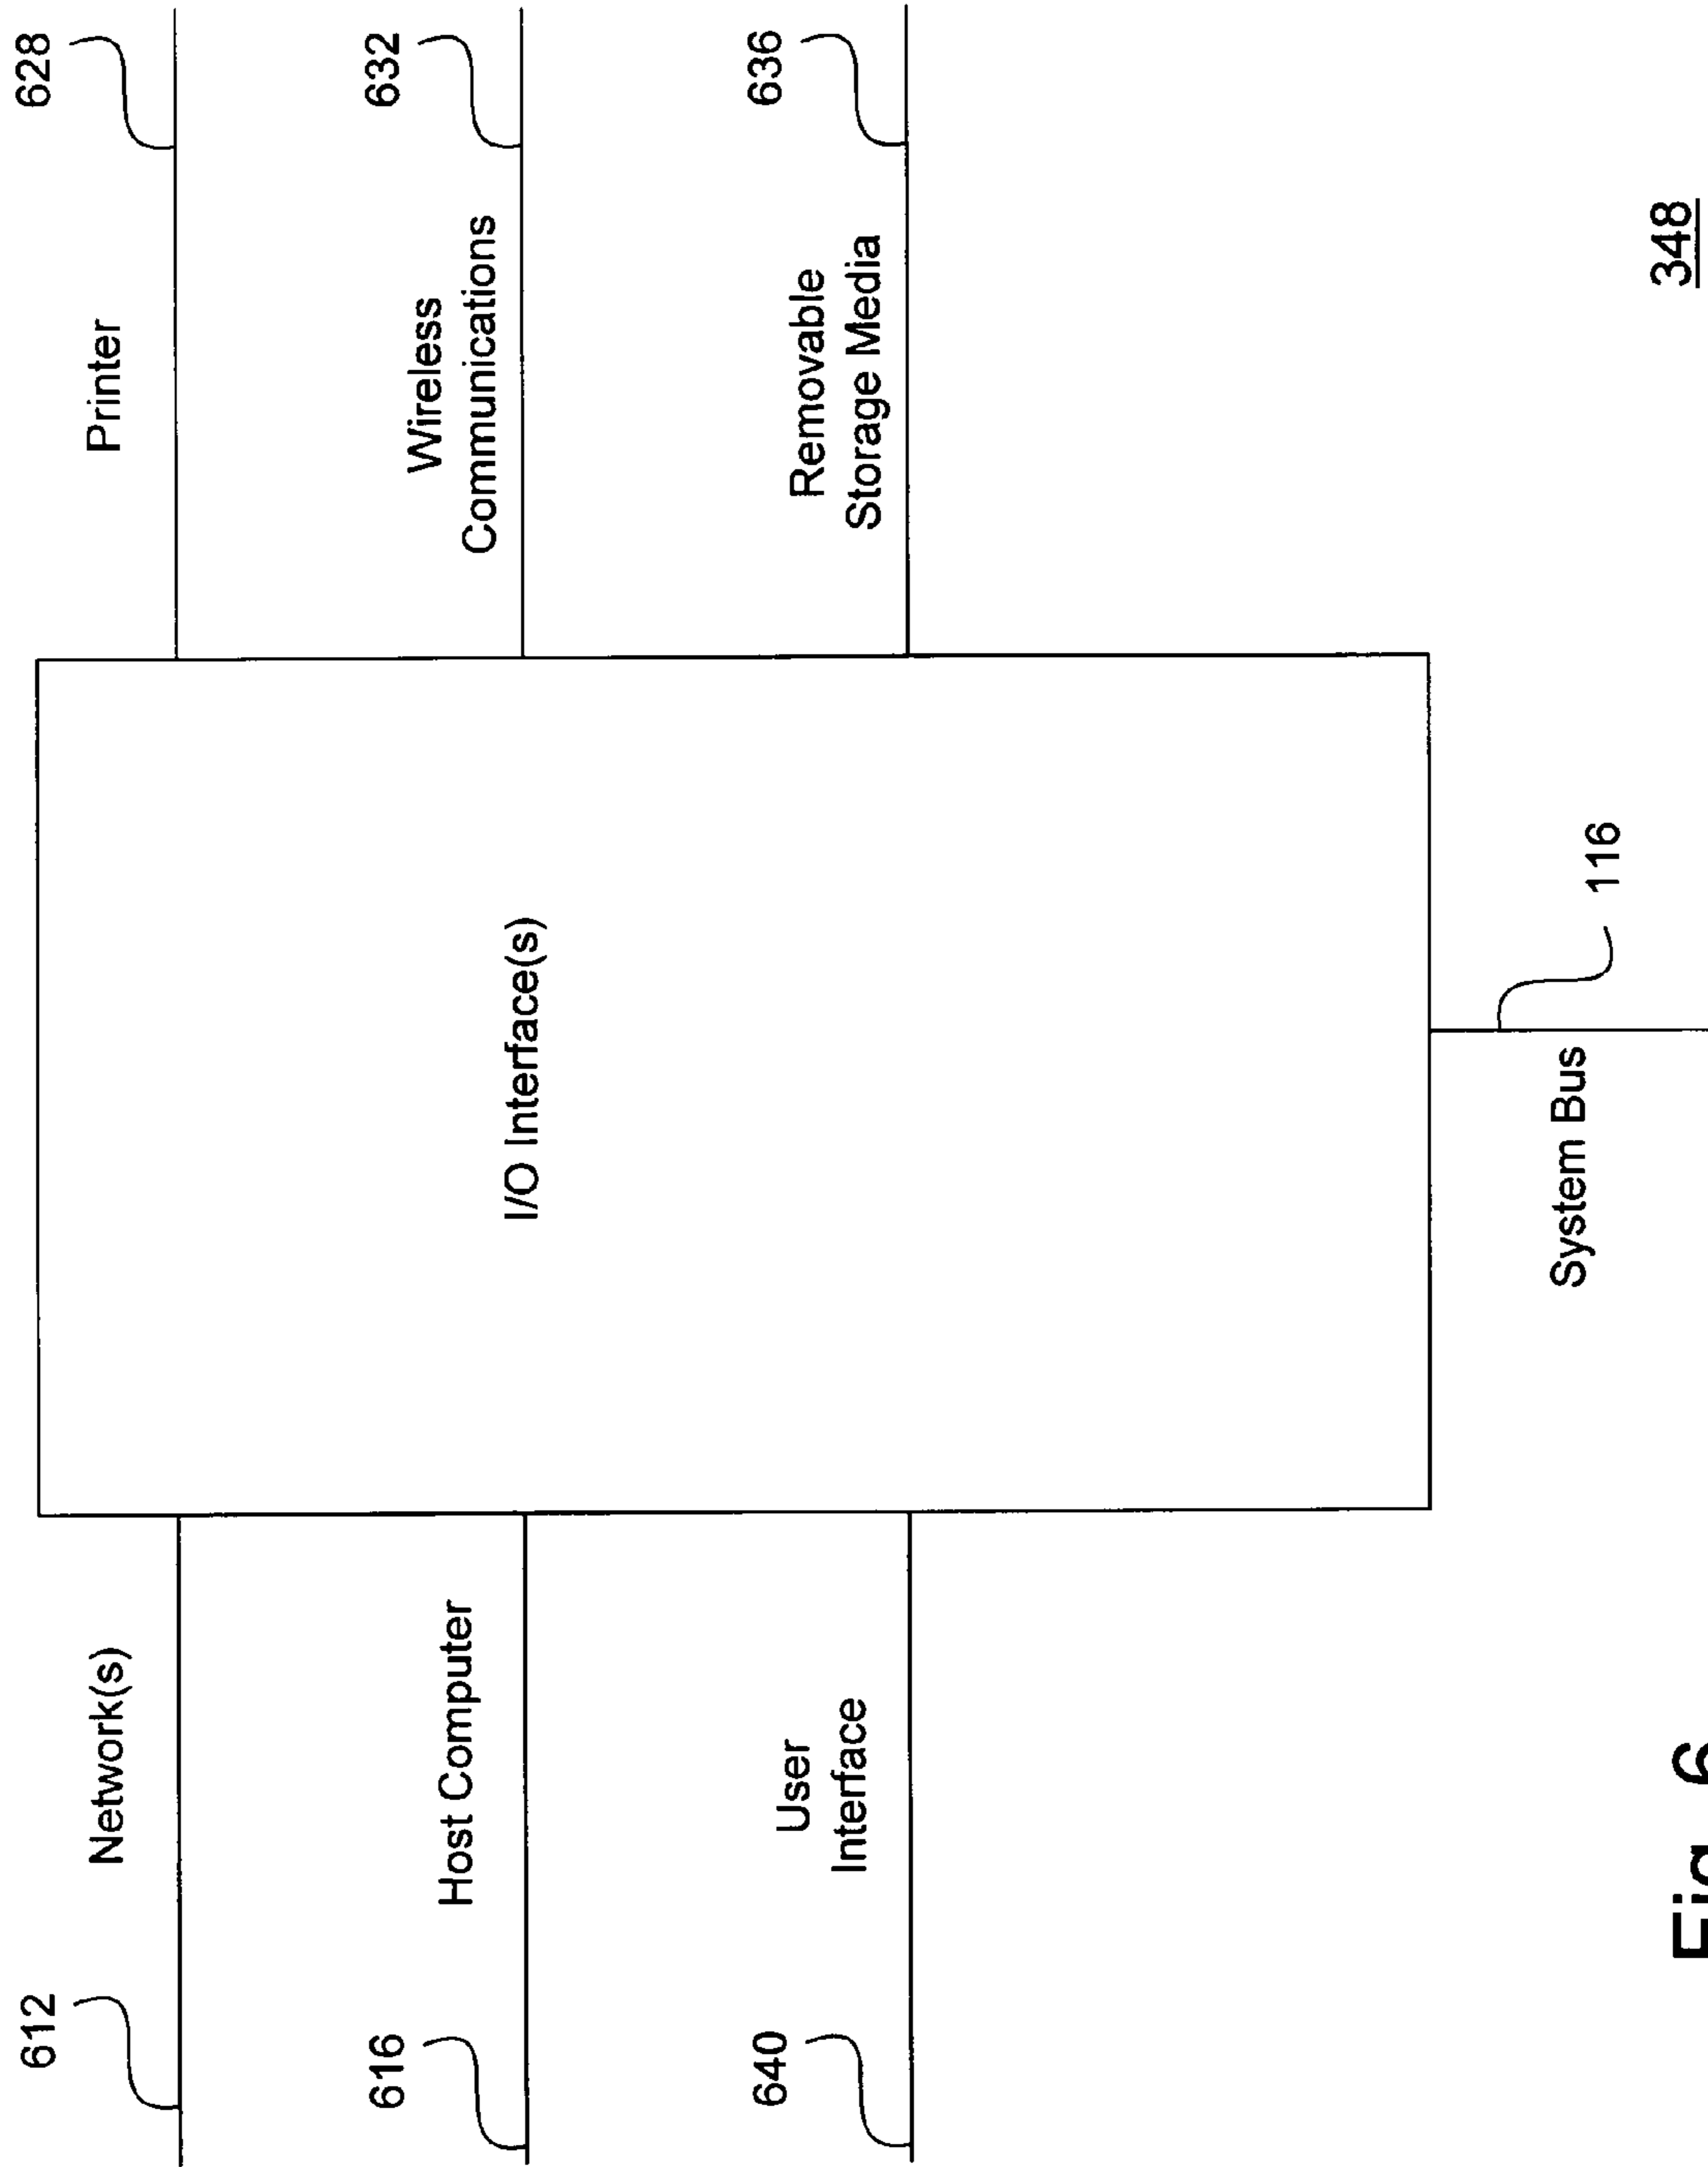 612
Network(s)
616
Host Computer
640
User
Interface
I/O Interface(s)
628
Printer
632
Wireless
Communications
636
Removable
Storage Media
System Bus
116
348
Fig. 6